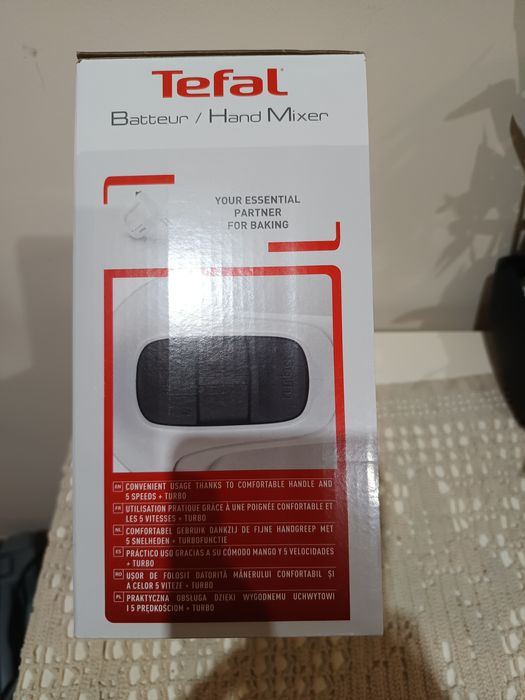 Tefal
Batteur / Hand Mixer
YOUR ESSENTIAL
PARTNER
FOR BAKING
turbo
EN CONVENIENT USAGE THANKS TO COMFORTABLE HANDLE AND
5 SPEEDS + TURBO
FR UTILISATION PRATIQUE GRÂCE À UNE POIGNÉE CONFORTABLE ET
LES 5 VITESSES + TURBO
NL COMFORTABEL GEBRUIK DANKZIJ DE FIJNE HANDGREEP MET
5 SNELHEDEN + TURBOFUNCTIE
ES PRÁCTICO USO GRACIAS A SU CÓMODO MANGO Y 5 VELOCIDADES
+ TURBO
RO UȘOR DE FOLOSIT DATORITĂ MÂNERULUI CONFORTABIL ȘI
A CELOR 5 VITEZE + TURBO
PL PRAKTYCZNA OBSŁUGA DZIĘKI WYGODNEMU UCHWYTOWI
I 5 PRĘDKOŚCIOM + TURBO